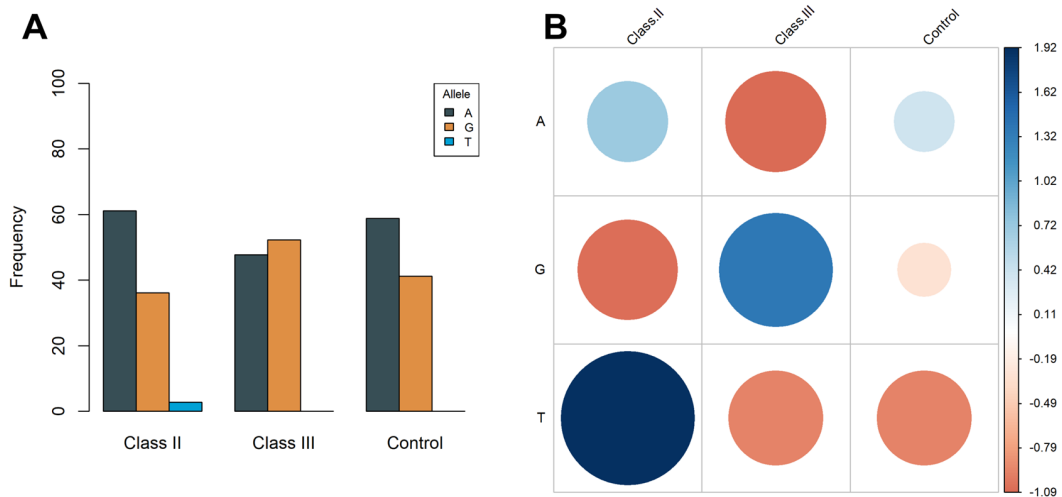 A
Frequency
100
80
60
40
20
0
Allele
A
G
T
Class II
Class III
Control
B
Class.II
Class.III
Control
A
G
T
1.92
1.62
1.32
1.02
0.72
0.42
0.11
-0.19
-0.49
-0.79
-1.09